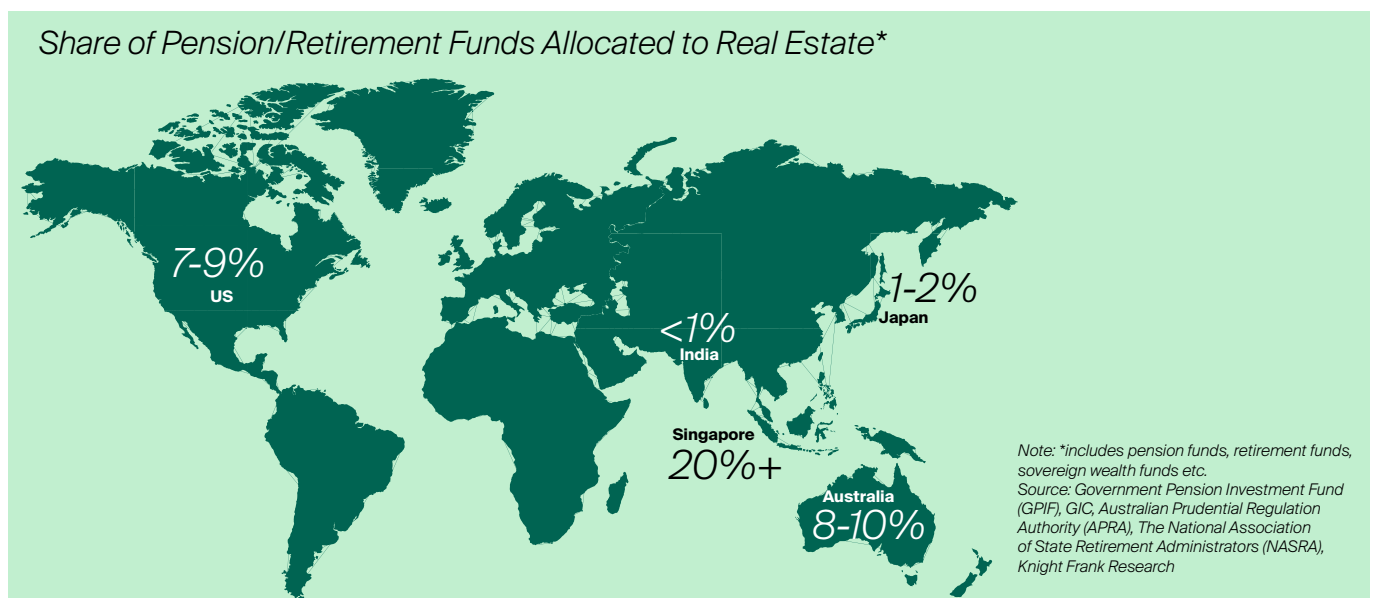 Share of Pension/Retirement Funds Allocated to Real Estate*
7-9%
US
<1%
India
1-2%
Japan
Singapore
20%+
Australia
8-10%
Note: *includes pension funds, retirement funds,
sovereign wealth funds etc.
Source: Government Pension Investment Fund
(GPIF), GIC, Australian Prudential Regulation
Authority (APRA), The National Association
of State Retirement Administrators (NASRA),
Knight Frank Research